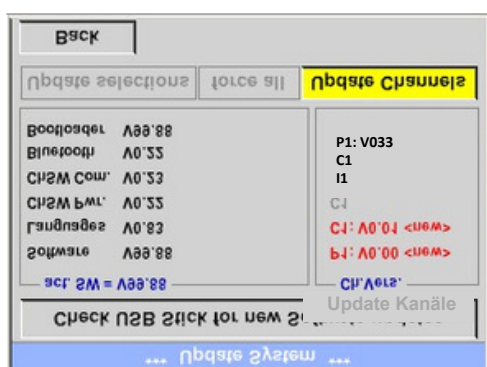 Back
Update selections force all Update Channels
Bootloader V99.88
Bluetooth V0.22
ChSW Com. V0.23
ChSW Pwr. V0.22
Languages V0.83
Software V99.88
act. SW = V99.88
P1: V033
C1
I1
C1
C1: V0.01 <new>
P1: V0.00 <new>
Ch.Vers.
Update Kanäle
Check USB Stick for new
*** Update System ***